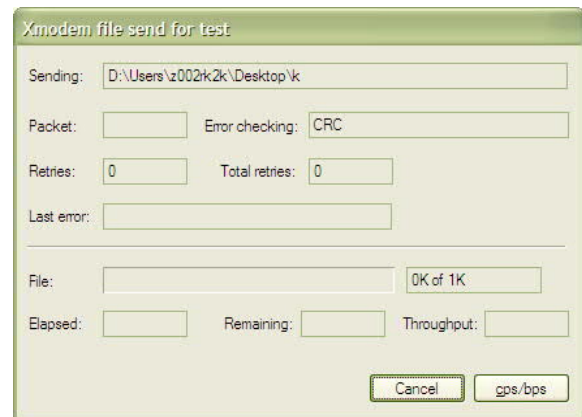 Xmodem file send for test
Sending: D:\Users\z002rk2k\Desktop\k
Packet: Error checking: CRC
Retries: 0 Total retries: 0
Last error:
File: 0K of 1K
Elapsed: Remaining: Throughput:
Cancel cps/bps